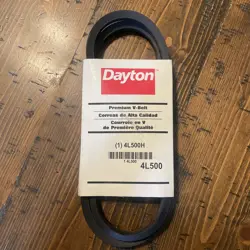 Dayton
Premium V-Belt
Correas de Alta Calidad
Courroie en V
de Première Qualité
(1) 4L500H
4L500